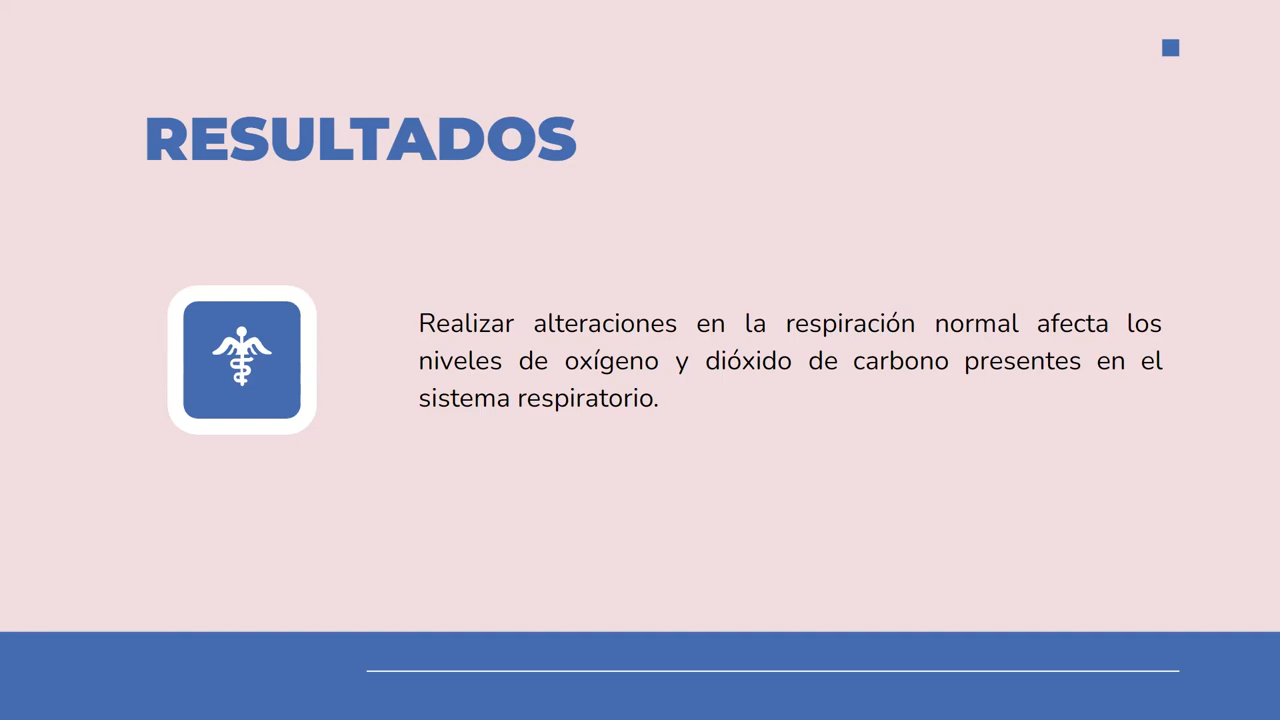 RESULTADOS
Realizar alteraciones en la respiración normal afecta los
niveles de oxígeno y dióxido de carbono presentes en el
sistema respiratorio.